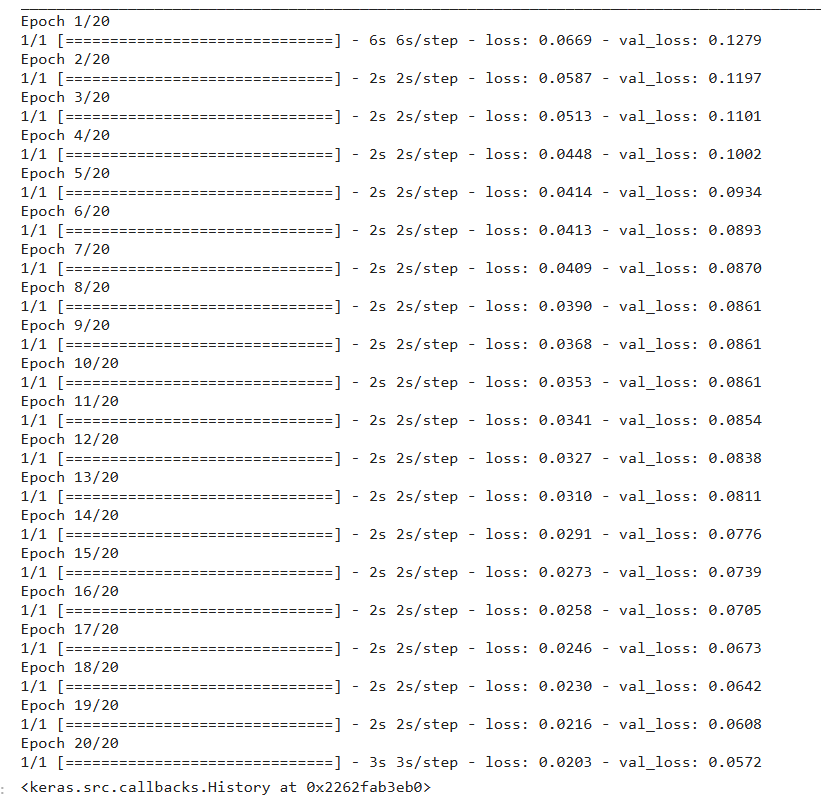 Epoch 1/20
1/1 [==============================] - 6s 6s/step - loss: 0.0669 - val_loss: 0.1279
Epoch 2/20
1/1 [==============================] - 2s 2s/step - loss: 0.0587 - val_loss: 0.1197
Epoch 3/20
1/1 [==============================] - 2s 2s/step - loss: 0.0513 - val_loss: 0.1101
Epoch 4/20
1/1 [==============================] - 2s 2s/step - loss: 0.0448 - val_loss: 0.1002
Epoch 5/20
1/1 [==============================] - 2s 2s/step - loss: 0.0414 - val_loss: 0.0934
Epoch 6/20
1/1 [==============================] - 2s 2s/step - loss: 0.0413 - val_loss: 0.0893
Epoch 7/20
1/1 [==============================] - 2s 2s/step - loss: 0.0409 - val_loss: 0.0870
Epoch 8/20
1/1 [==============================] - 2s 2s/step - loss: 0.0390 - val_loss: 0.0861
Epoch 9/20
1/1 [==============================] - 2s 2s/step - loss: 0.0368 - val_loss: 0.0861
Epoch 10/20
1/1 [==============================] - 2s 2s/step - loss: 0.0353 - val_loss: 0.0861
Epoch 11/20
1/1 [==============================] - 2s 2s/step - loss: 0.0341 - val_loss: 0.0854
Epoch 12/20
1/1 [==============================] - 2s 2s/step - loss: 0.0327 - val_loss: 0.0838
Epoch 13/20
1/1 [==============================] - 2s 2s/step - loss: 0.0310 - val_loss: 0.0811
Epoch 14/20
1/1 [==============================] - 2s 2s/step - loss: 0.0291 - val_loss: 0.0776
Epoch 15/20
1/1 [==============================] - 2s 2s/step - loss: 0.0273 - val_loss: 0.0739
Epoch 16/20
1/1 [==============================] - 2s 2s/step - loss: 0.0258 - val_loss: 0.0705
Epoch 17/20
1/1 [==============================] - 2s 2s/step - loss: 0.0246 - val_loss: 0.0673
Epoch 18/20
1/1 [==============================] - 2s 2s/step - loss: 0.0230 - val_loss: 0.0642
Epoch 19/20
1/1 [==============================] - 2s 2s/step - loss: 0.0216 - val_loss: 0.0608
Epoch 20/20
1/1 [==============================] - 3s 3s/step - loss: 0.0203 - val_loss: 0.0572
<keras.src.callbacks.History at 0x2262fab3eb0>